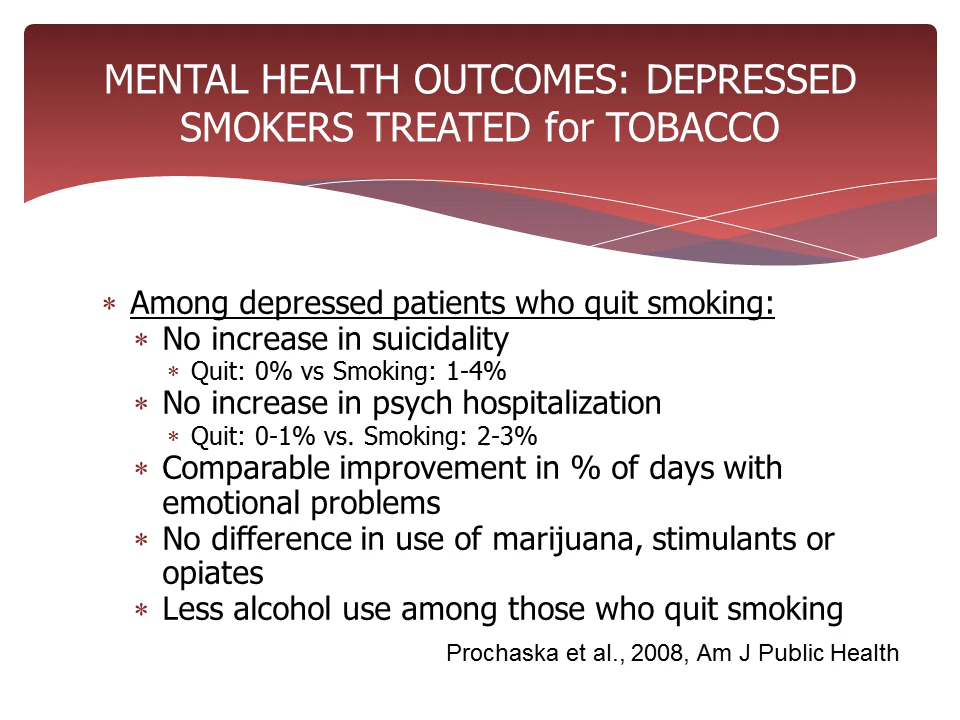 MENTAL HEALTH OUTCOMES: DEPRESSED
SMOKERS TREATED for TOBACCO
* Among depressed patients who quit smoking:
* No increase in suicidality
* Quit: 0% vs Smoking: 1-4%
* No increase in psych hospitalization
* Quit: 0-1% vs. Smoking: 2-3%
* Comparable improvement in % of days with
emotional problems
* No difference in use of marijuana, stimulants or
opiates
* Less alcohol use among those who quit smoking
Prochaska et al., 2008, Am J Public Health